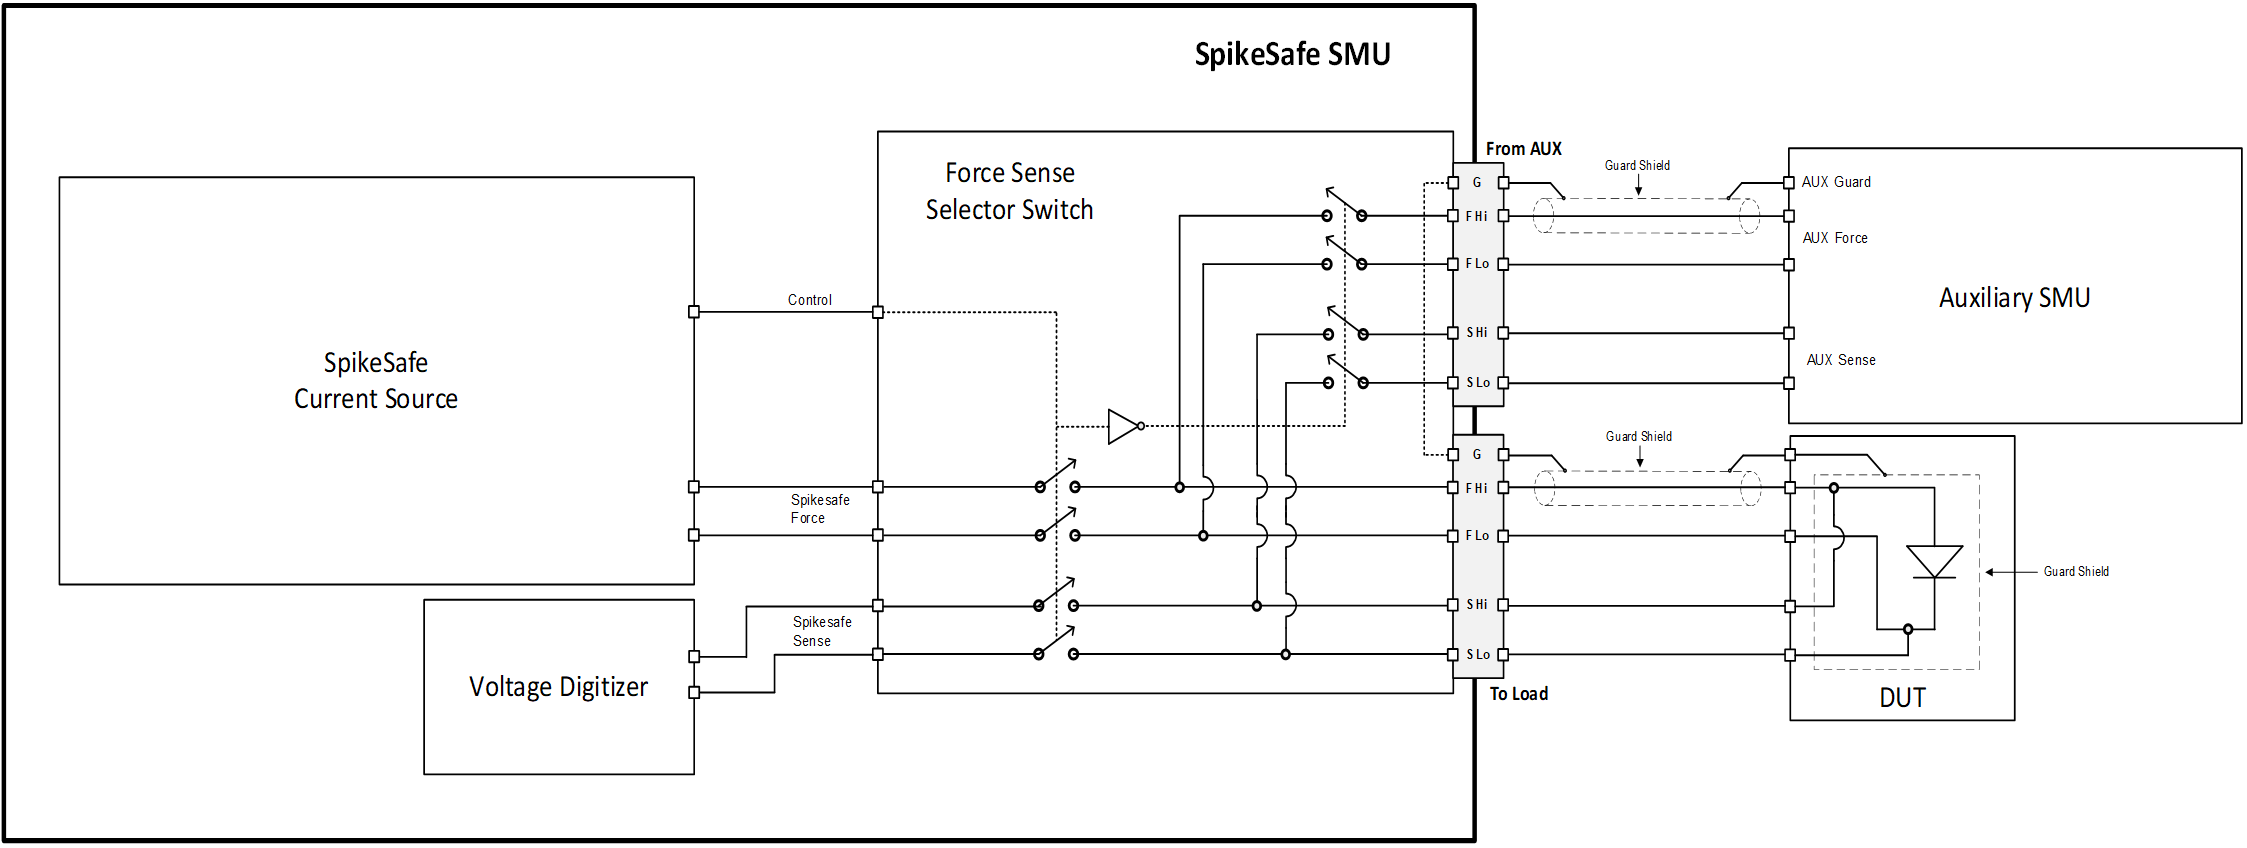 SpikeSafe SMU
Force Sense
Selector Switch
SpikeSafe
Current Source
Control
Spikesafe
Force
Spikesafe
Sense
Voltage Digitizer
From AUX
G
F Hi
F Lo
S Hi
S Lo
G
F Hi
F Lo
S Hi
S Lo
To Load
Guard Shield
AUX Guard
AUX Force
AUX Sense
Auxiliary SMU
Guard Shield
Guard Shield
DUT